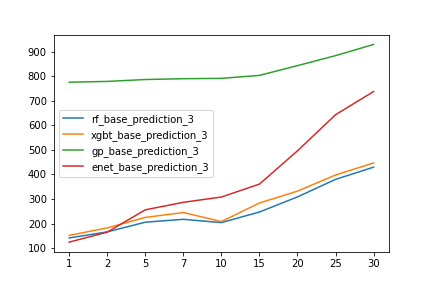 900
800
700
600
500
400
300
200
100
rf_base_prediction_3
xgbt_base_prediction_3
gp_base_prediction_3
enet_base_prediction_3
1 2 5 7 10 15 20 25 30